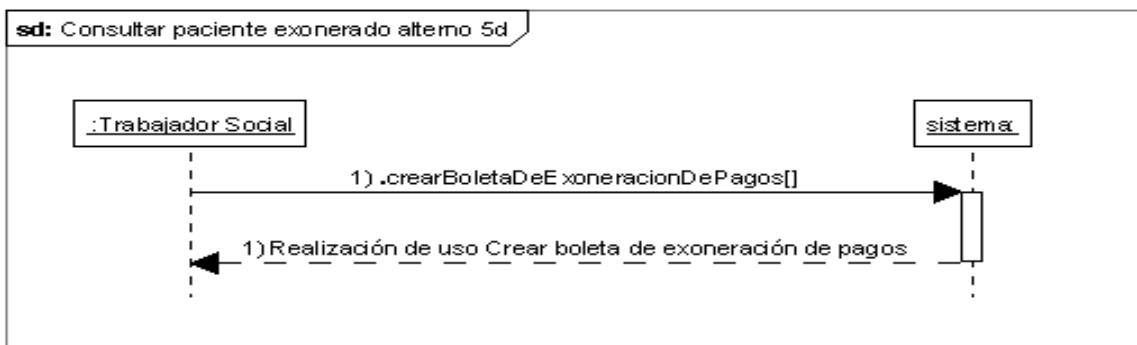 sd: Consultar paciente exonerado alterno 5d
:Trabajador Social
sistema:
1) .crearBoletaDeExoneracionDePagos[]
1)Realización de uso Crear boleta de exoneración de pagos